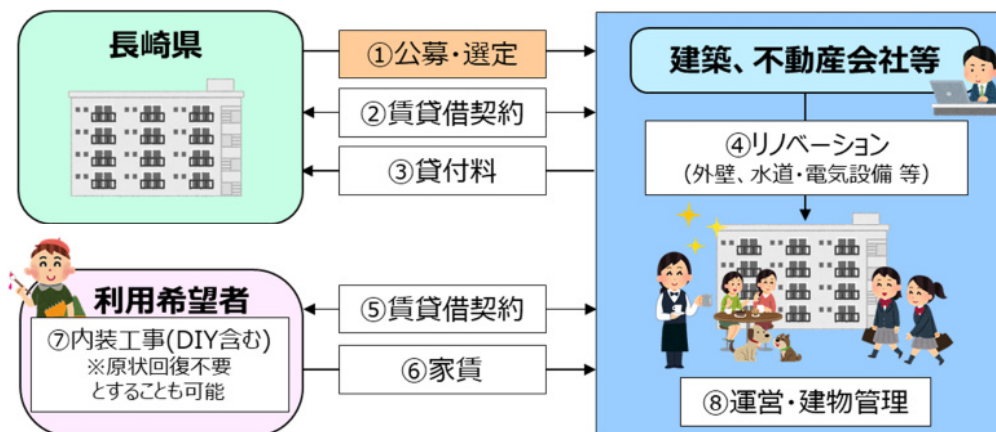 長崎県
①公募・選定
②賃貸借契約
③貸付料
建築、不動産会社等
④リノベーション
（外壁、水道・電気設備 等）
利用希望者
⑦内装工事(DIY含む)
※原状回復不要
とすることも可能
⑤賃貸借契約
⑥家賃
⑧運営・建物管理